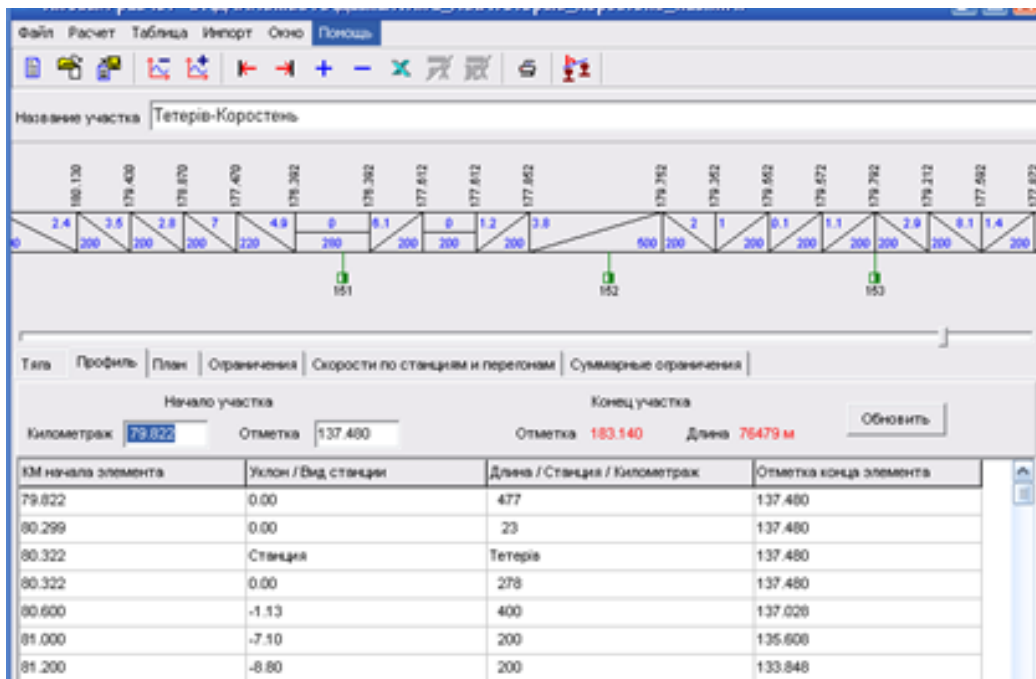 Файл Расчет Таблица Импорт Окно Помощь
Название участка Тетерів-Коростень
180.130 179.430 178.870 177.470 176.392 176.392 177.612 177.612 177.852 179.752 179.352 179.552 179.572 179.792 179.212 177.592 177.872
2.4 3.5 2.8 7 4.9 0 6.1 0 1.2 3.8 2 1 0.1 1.1 2.9 8.1 1.4
200 200 200 220 280 200 200 200 500 200 200 200 200 200 200 200
151 152 153
Тяга Профиль План Ограничения Скорости по станциям и перегонам Суммарные ограничения
Начало участка Конец участка
Километраж 79.822 Отметка 137.480 Отметка 183.140 Длина 76479 м Обновить
КМ начала элемента Уклон / Вид станции Длина / Станция / Километраж Отметка конца элемента
79.822 0.00 477 137.480
80.299 0.00 23 137.480
80.322 Станция Тетерів 137.480
80.322 0.00 278 137.480
80.600 -1.13 400 137.028
81.000 -7.10 200 135.608
81.200 -8.80 200 133.848